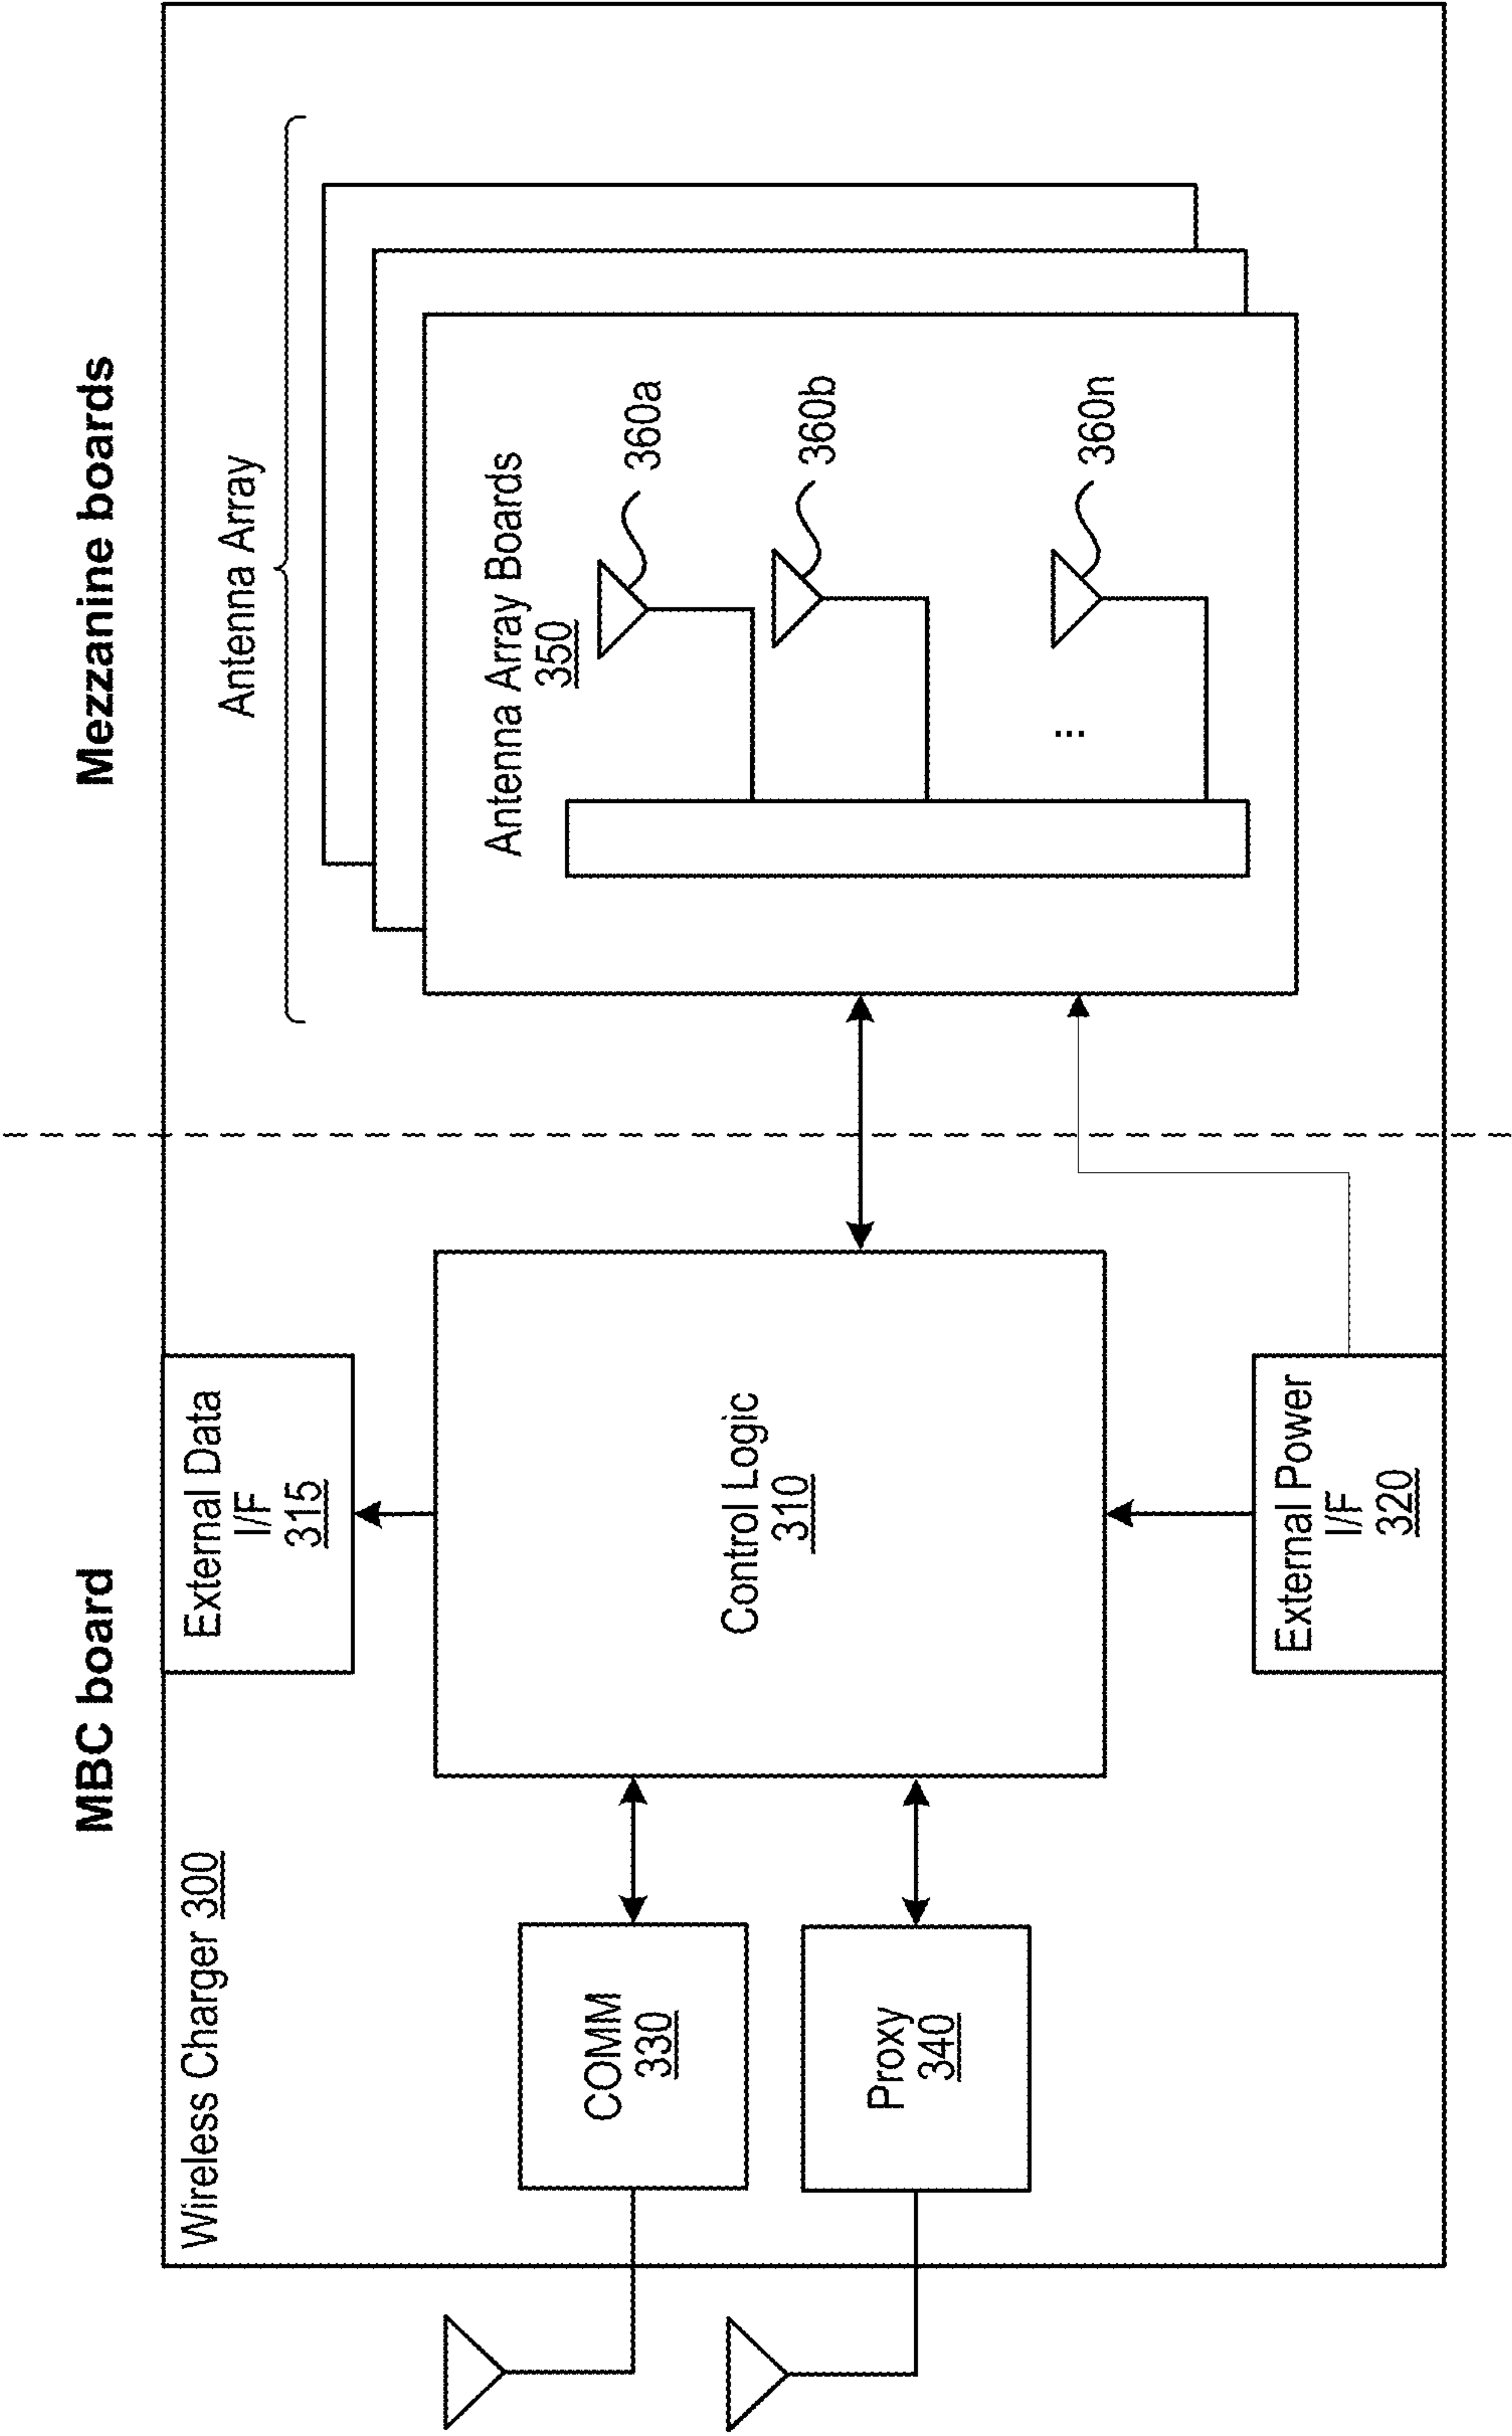 MBC board
Mezzanine boards
Wireless Charger 300
External Data
I/F
315
Antenna Array
COMM
330
Proxy
340
Control Logic
310
External Power
I/F
320
Antenna Array Boards
350
360a
360b
...
360n